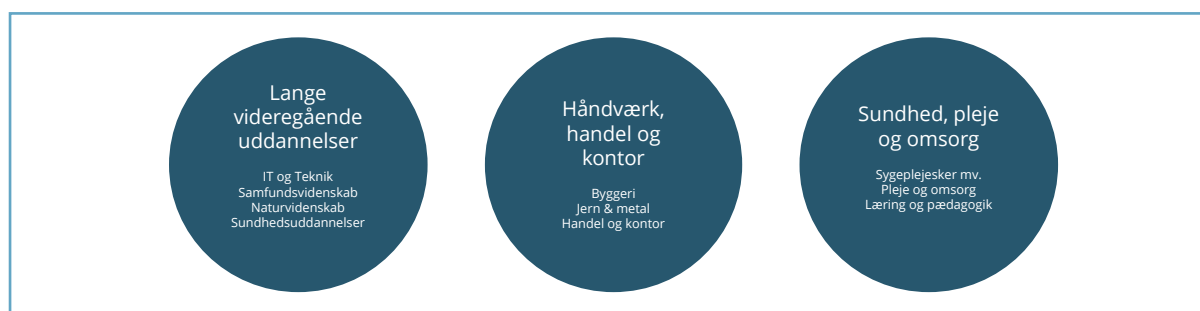 Lange
videregående
uddannelser
IT og Teknik
Samfundsvidenskab
Naturvidenskab
Sundhedsuddannelser
Håndværk,
handel og
kontor
Byggeri
Jern & metal
Handel og kontor
Sundhed, pleje
og omsorg
Sygeplejesker mv.
Pleje og omsorg
Læring og pædagogik